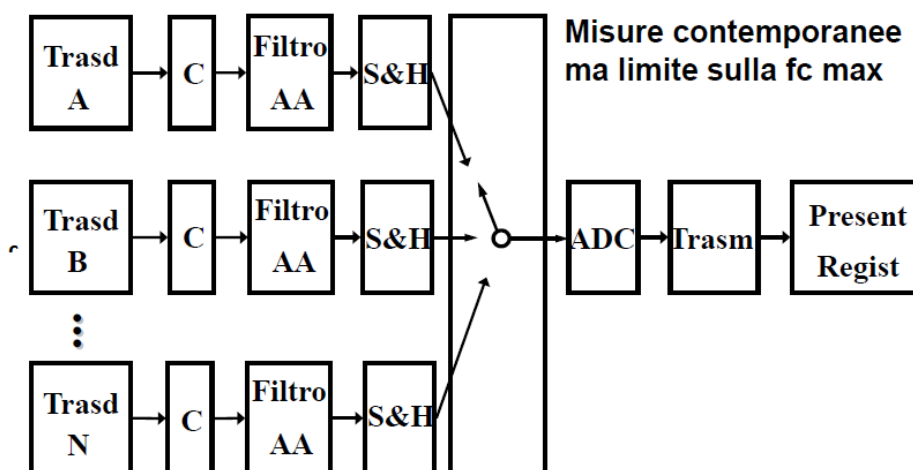 Misure contemporanee
ma limite sulla fc max
Trasd
A
C
Filtro
AA
S&H
Trasd
B
C
Filtro
AA
S&H
ADC
Trasm
Present
Regist
Trasd
N
C
Filtro
AA
S&H